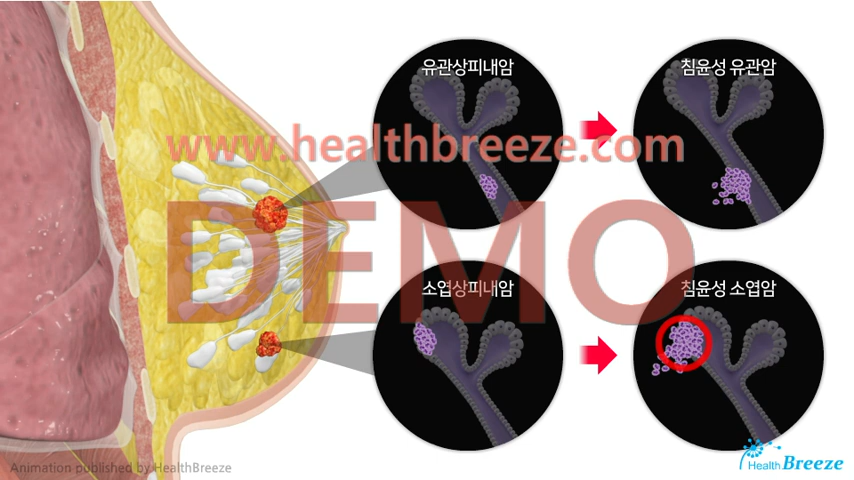 유관상피내암
침윤성 유관암
www.healthbreeze.com
DEMO
소엽상피내암
침윤성 소엽암
Animation published by HealthBreeze
Health Breeze